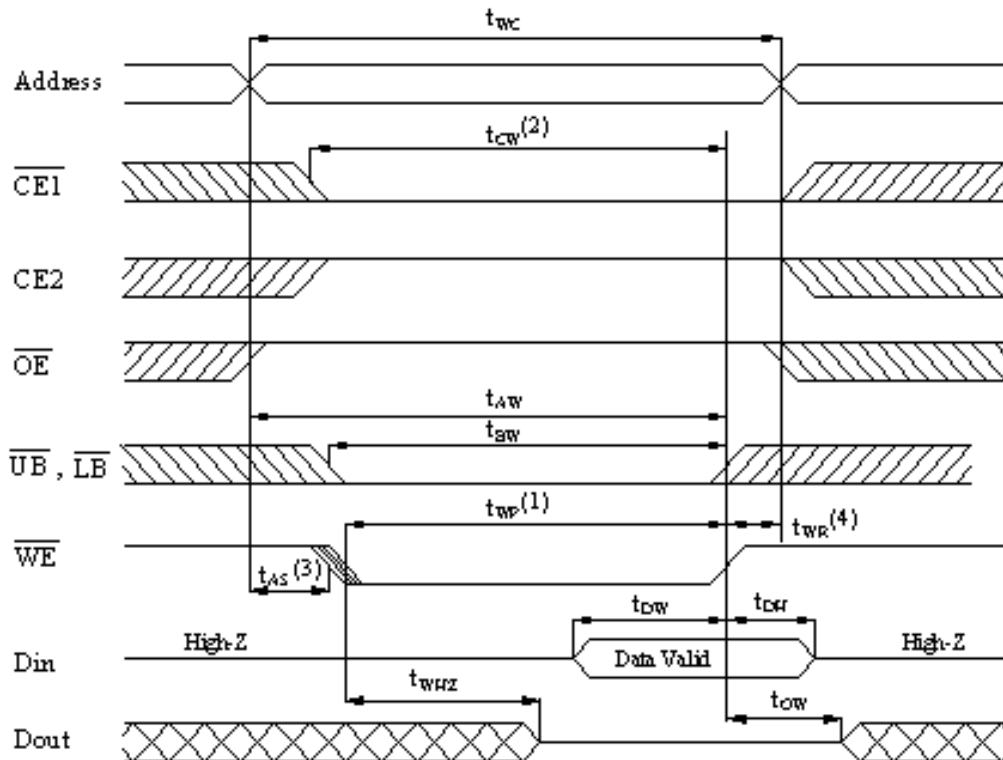 tWC
Address
tCW(2)
CE1
CE2
OE
tAW
tBW
UB , LB
tWP(1)
tWR(4)
WE
tAS(3)
tDW
tDH
High-Z
High-Z
Din
Data Valid
tWHZ
tOW
Dout